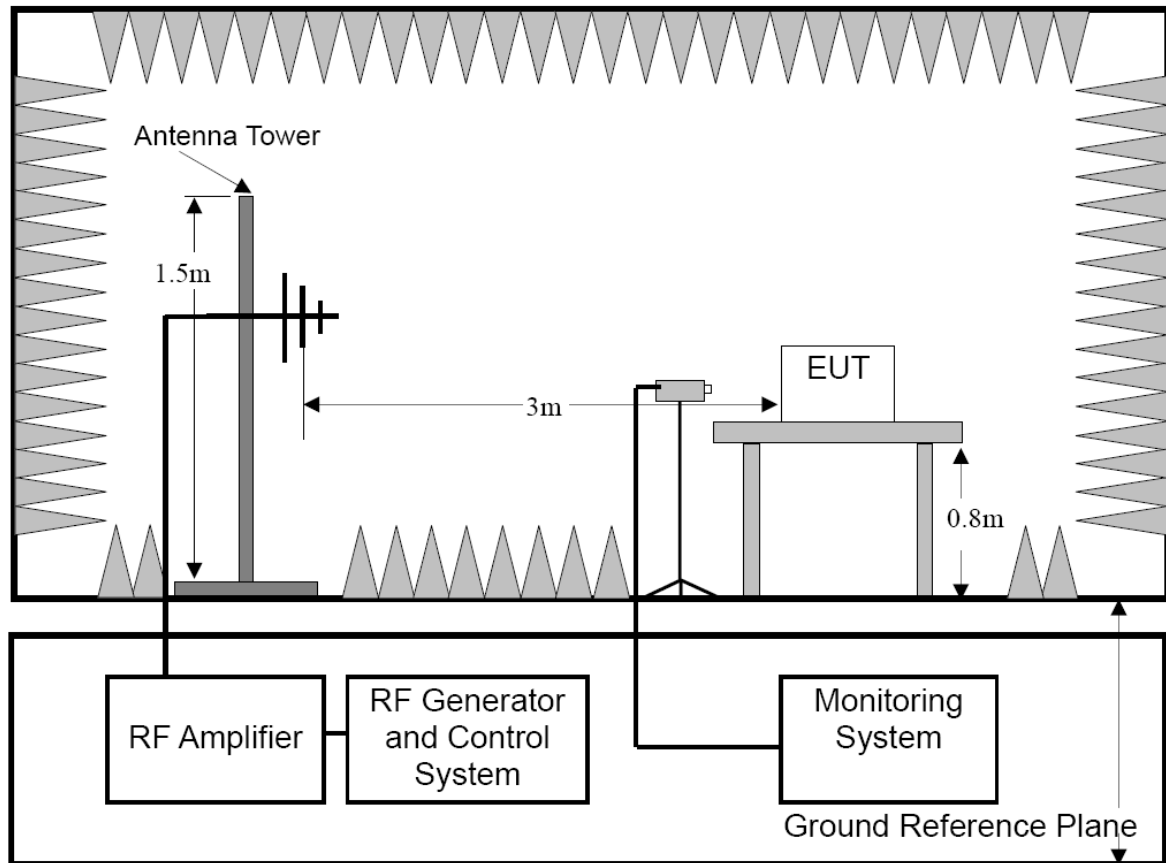 Antenna Tower
1.5m
EUT
3m
0.8m
RF Amplifier
RF Generator
and Control
System
Monitoring
System
Ground Reference Plane